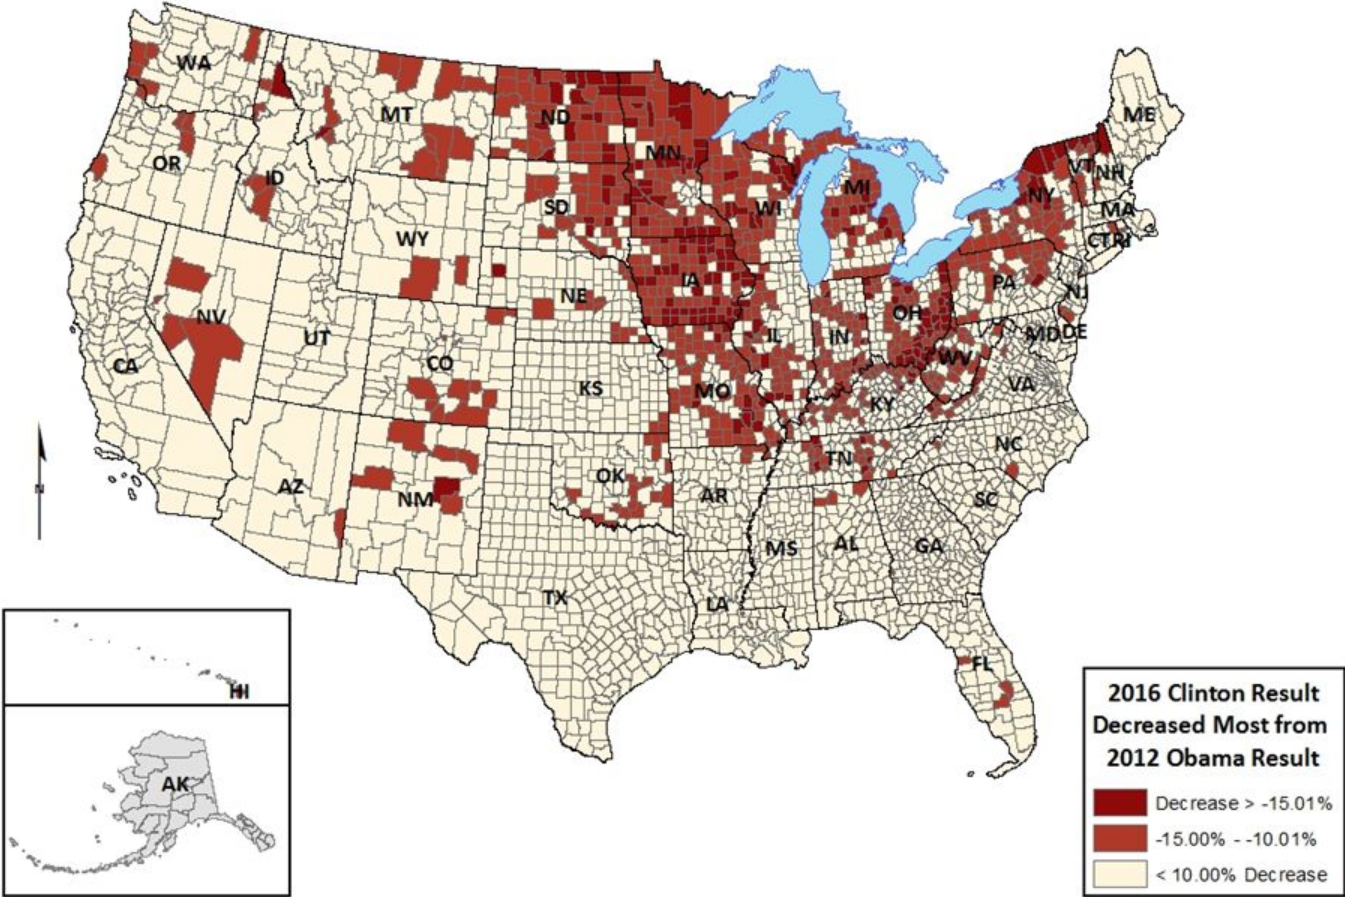 WA
MT
ND
MN
ME
OR
ID
SD
WI
MI
VT
NH
NY
MA
WY
CT
RI
IA
NE
PA
NJ
NV
UT
CO
IL
IN
OH
MD
DE
CA
KS
MO
WV
VA
KY
AZ
NM
OK
TN
NC
AR
SC
MS
AL
GA
TX
LA
FL
N
HI
AK
2016 Clinton Result
Decreased Most from
2012 Obama Result
Decrease > -15.01%
-15.00% - -10.01%
< 10.00% Decrease